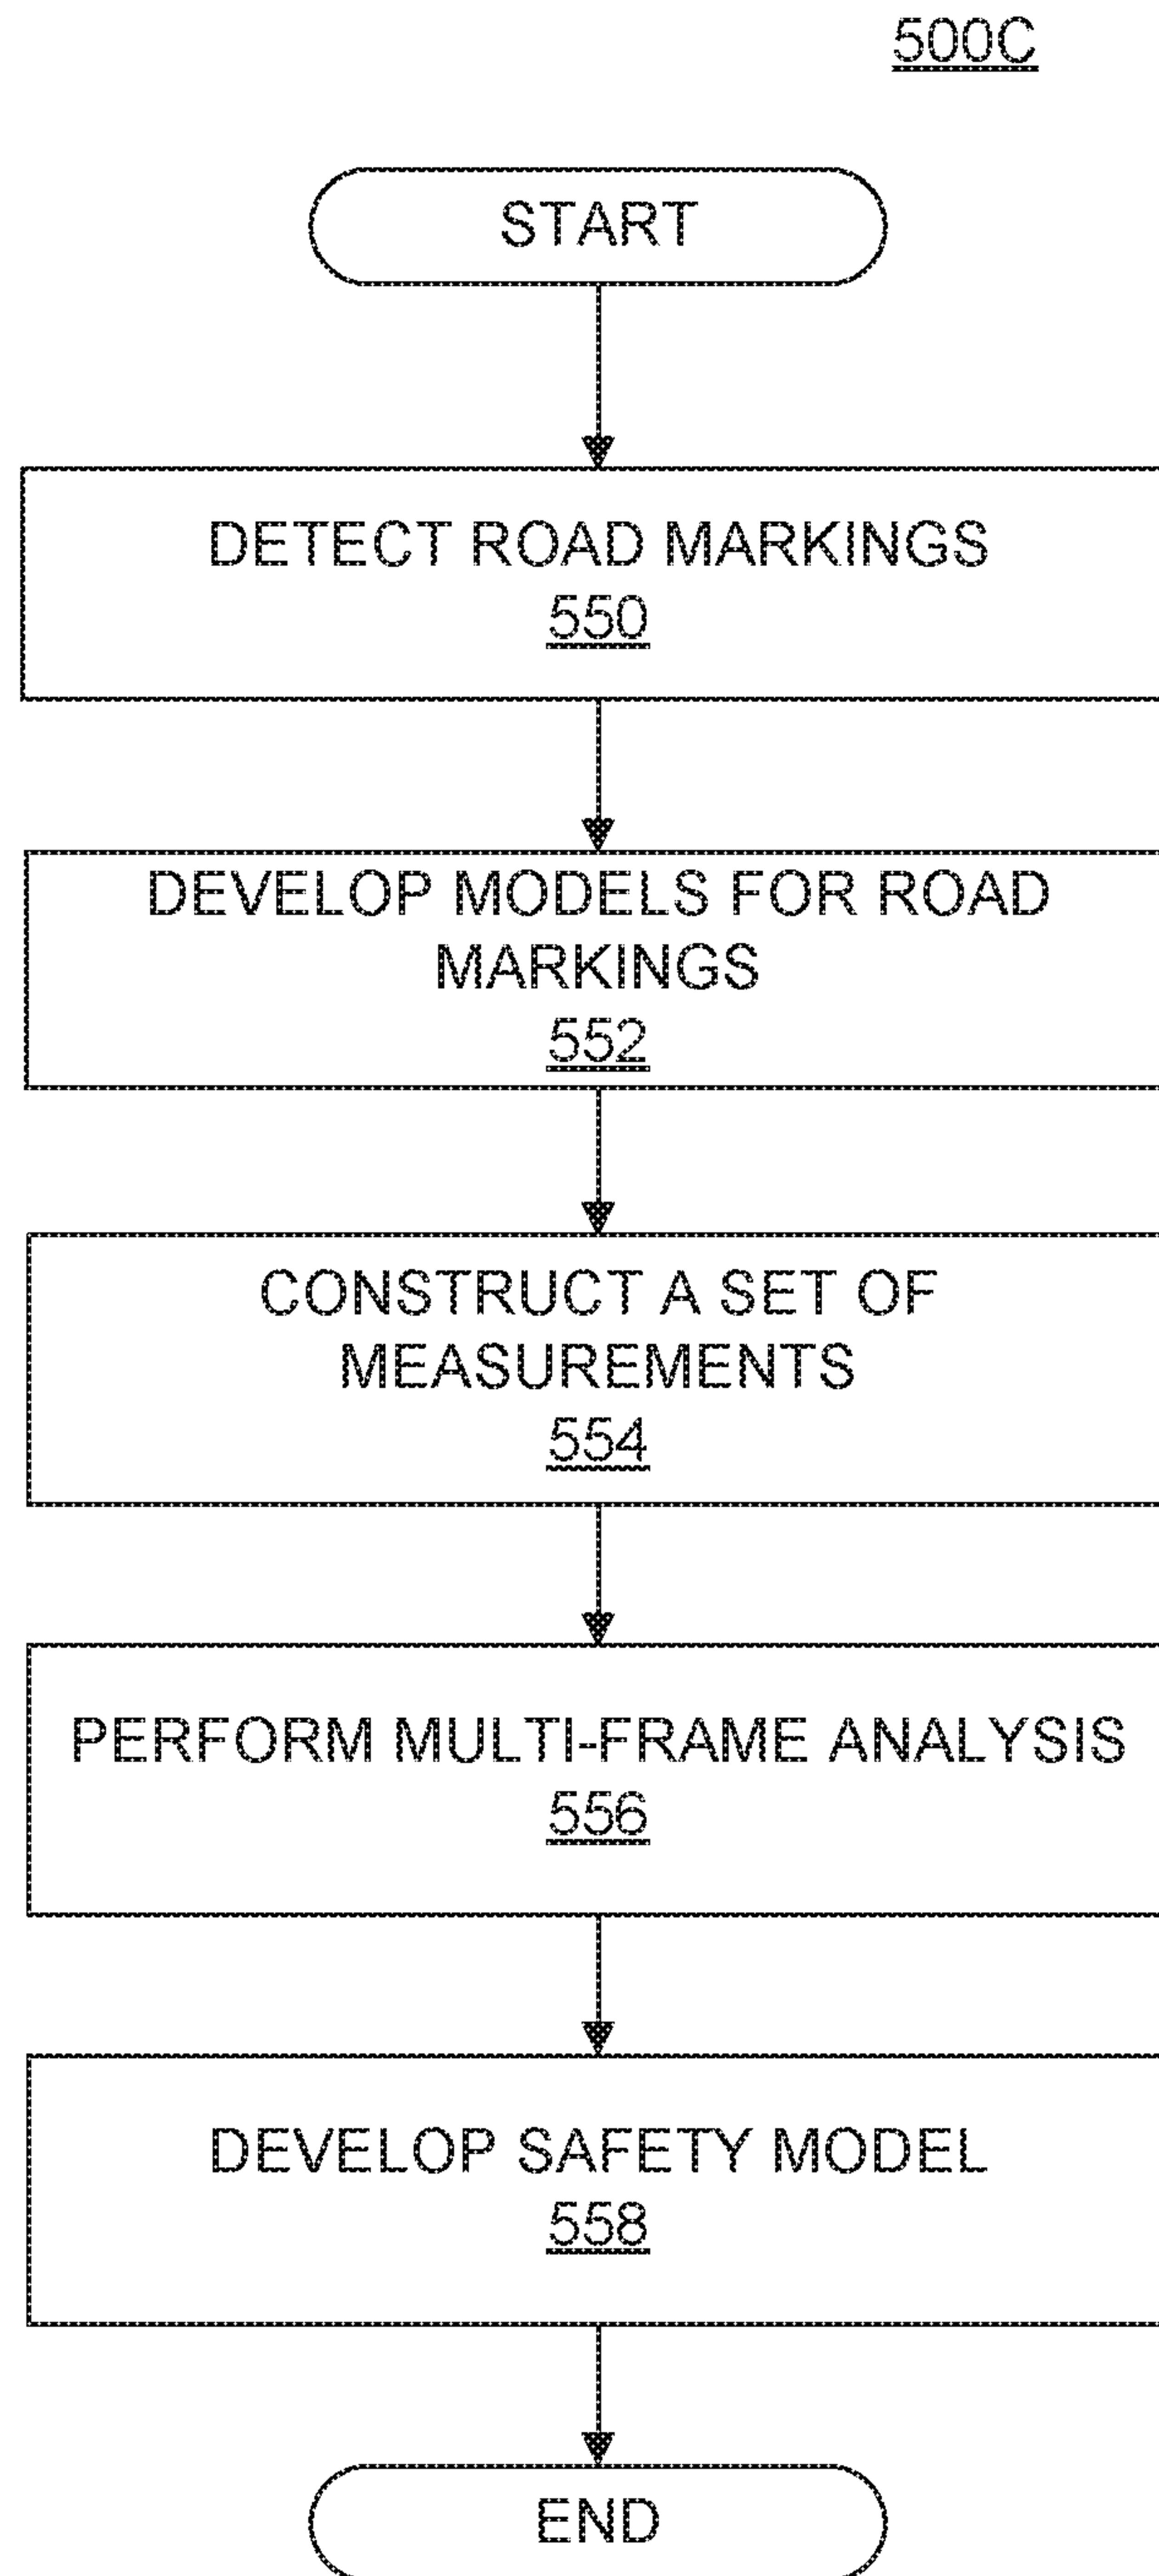 500C
START
DETECT ROAD MARKINGS
550
DEVELOP MODELS FOR ROAD
MARKINGS
552
CONSTRUCT A SET OF
MEASUREMENTS
554
PERFORM MULTI-FRAME ANALYSIS
556
DEVELOP SAFETY MODEL
558
END